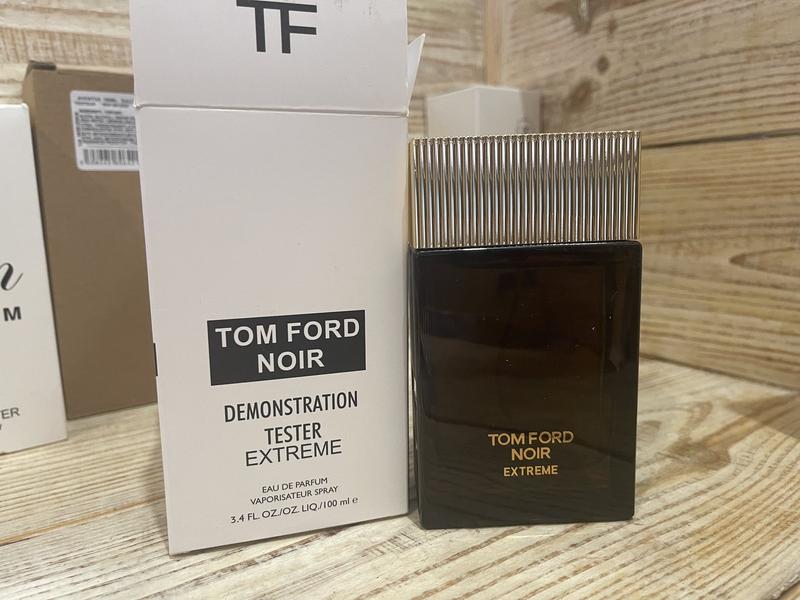 TF
TOM FORD
NOIR
DEMONSTRATION
TESTER
EXTREME
EAU DE PARFUM
VAPORISATEUR SPRAY
3.4 FL. OZ./OZ. LIQ./100 ml e
TOM FORD
NOIR
EXTREME
M